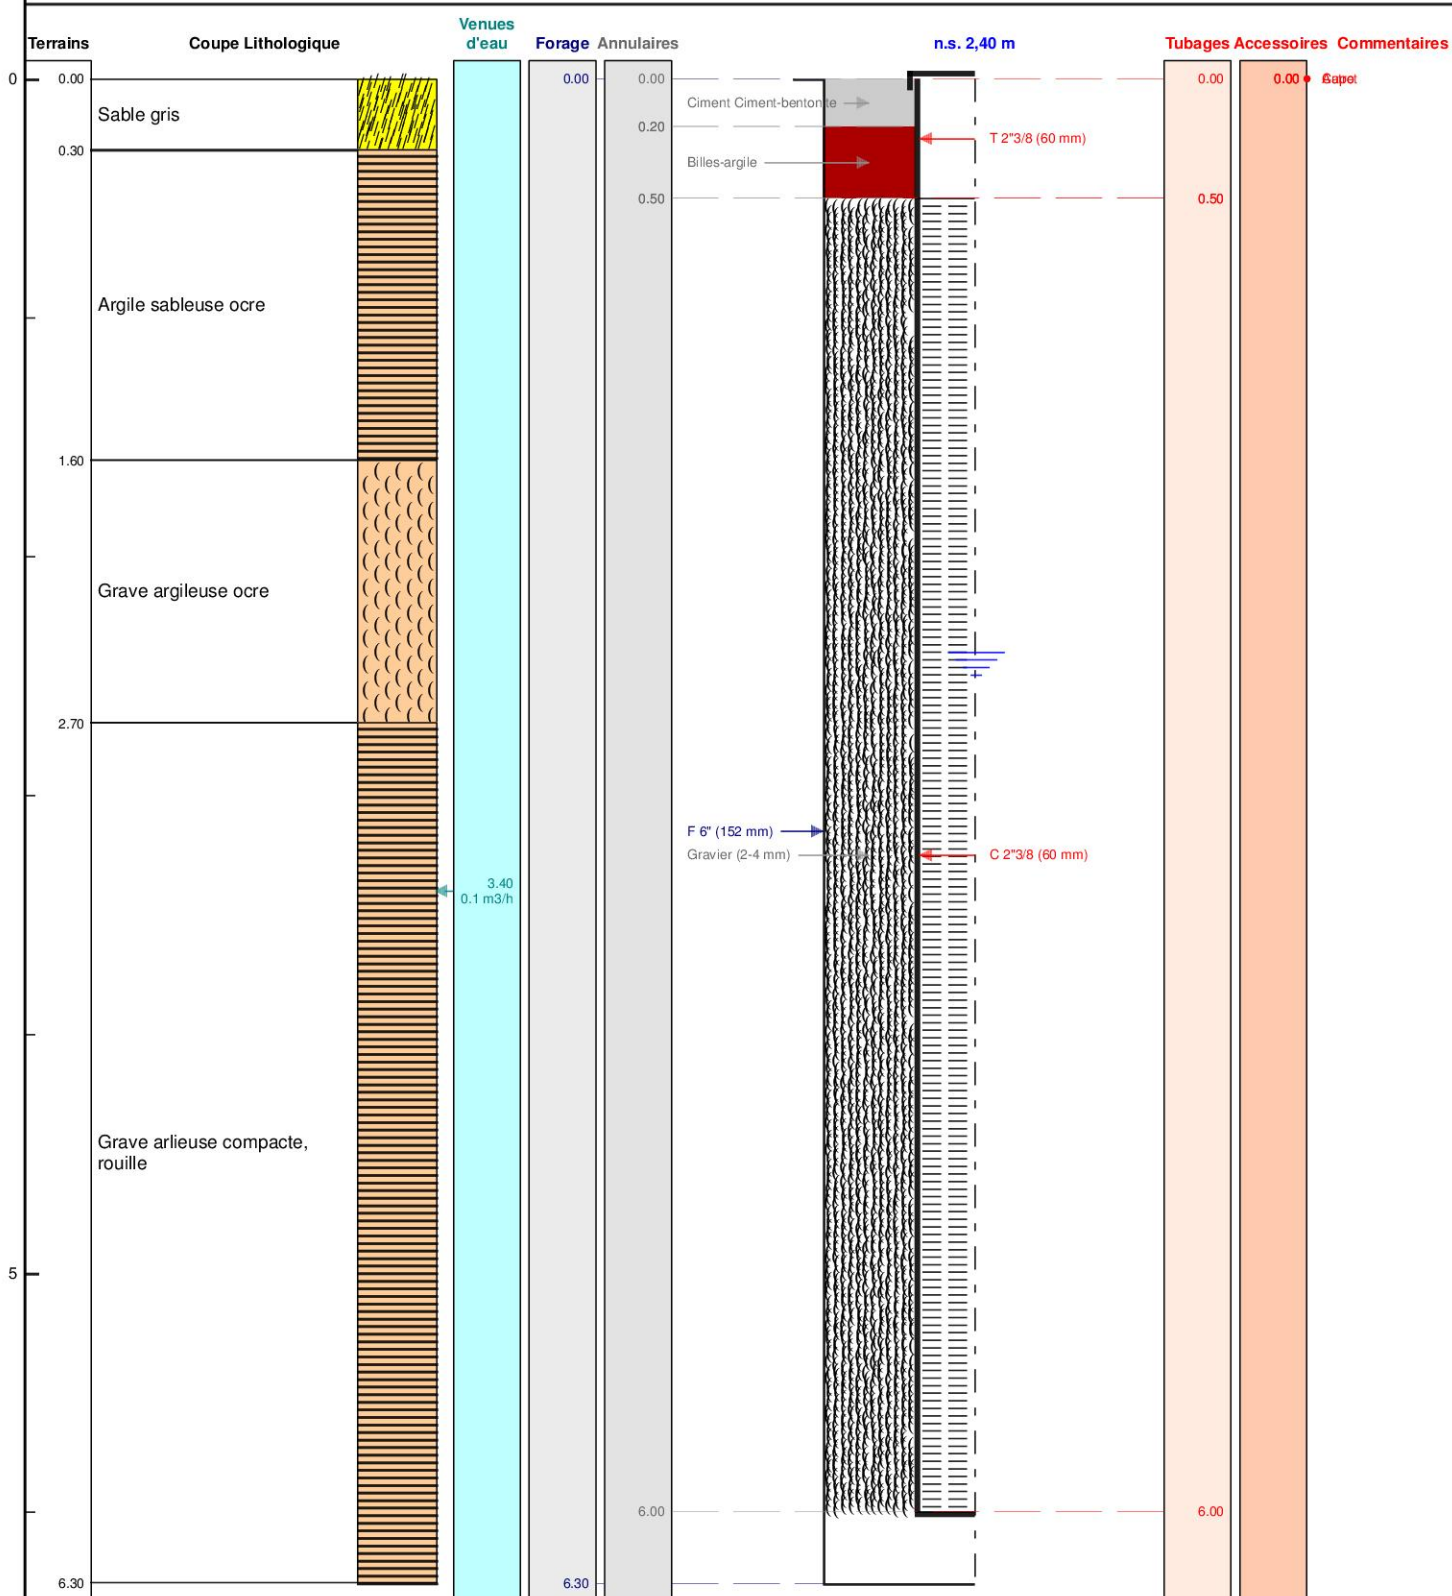 Terrains
Coupe Lithologique
Venues
d'eau
Forage
Annulaires
n.s. 2,40 m
Tubages
Accessoires
Commentaires
0
0.00
0.00
0.00
0.00
0.00
Sable gris
Ciment Ciment-bentonite
0.20
T 2"3/8 (60 mm)
0.30
Billes-argile
0.50
0.50
Argile sableuse ocre
1.60
Grave argileuse ocre
2.70
F 6" (152 mm)
Gravier (2-4 mm)
C 2"3/8 (60 mm)
3.40
0.1 m3/h
Grave arlieuse compacte,
rouille
5
6.00
6.00
6.30
6.30